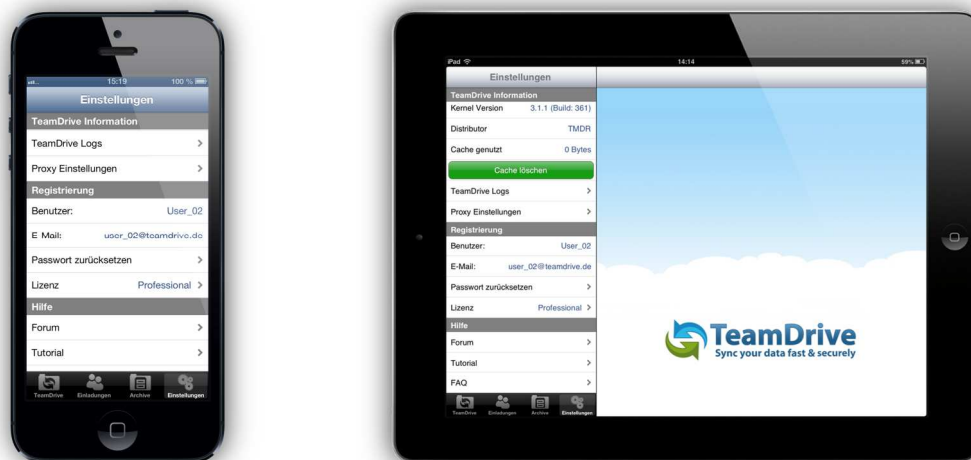 15:19 100 %
Einstellungen
TeamDrive Information
TeamDrive Logs
Proxy Einstellungen
Registrierung
Benutzer: User_02
E-Mail: user_02@teamdrive.de
Passwort zurücksetzen
Lizenz Professional
Hilfe
Forum
Tutorial
TeamDrive Einladungen Archive Einstellungen
iPad 14:14 59%
Einstellungen
TeamDrive Information
Kernel Version 3.1.1 (Build: 361)
Distributor TMDR
Cache genutzt 0 Bytes
Cache löschen
TeamDrive Logs
Proxy Einstellungen
Registrierung
Benutzer: User_02
E-Mail: user_02@teamdrive.de
Passwort zurücksetzen
Lizenz Professional
Hilfe
Forum
Tutorial
FAQ
TeamDrive Einladungen Archive Einstellungen
TeamDrive
Sync your data fast & securely